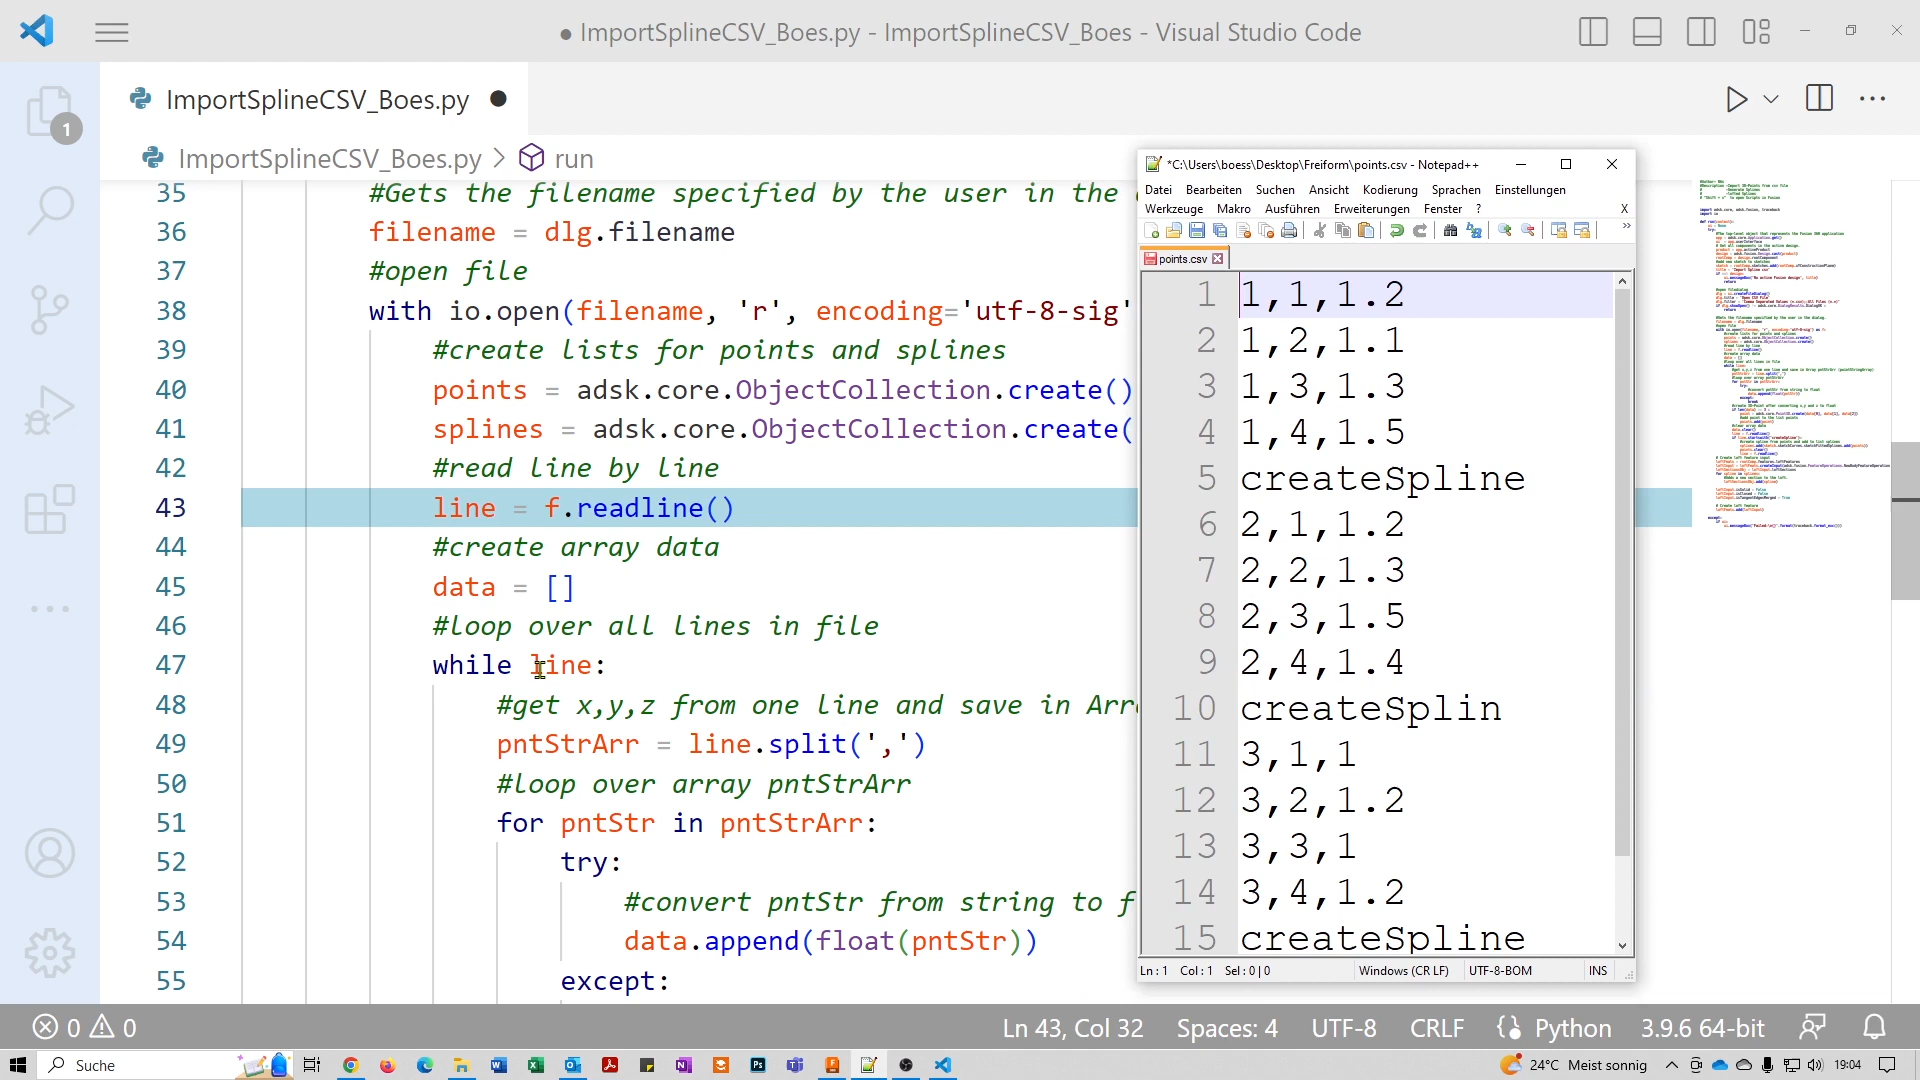 ● ImportSplineCSV_Boes.py - ImportSplineCSV_Boes - Visual Studio Code
1
ImportSplineCSV_Boes.py ●
ImportSplineCSV_Boes.py > run
35 #Gets the filename specified by the user in the
36 filename = dlg.filename
37 #open file
38 with io.open(filename, 'r', encoding='utf-8-sig'
39 #create lists for points and splines
40 points = adsk.core.ObjectCollection.create()
41 splines = adsk.core.ObjectCollection.create(
42 #read line by line
43 line = f.readline()
44 #create array data
45 data = []
46 #loop over all lines in file
47 while line:
48 #get x,y,z from one line and save in Arr
49 pntStrArr = line.split(',')
50 #loop over array pntStrArr
51 for pntStr in pntStrArr:
52 try:
53 #convert pntStr from string to f
54 data.append(float(pntStr))
55 except:
*C:\Users\boess\Desktop\Freiform\points.csv - Notepad++
Datei Bearbeiten Suchen Ansicht Kodierung Sprachen Einstellungen
Werkzeuge Makro Ausführen Erweiterungen Fenster ? X
points.csv
1 1,1,1.2
2 1,2,1.1
3 1,3,1.3
4 1,4,1.5
5 createSpline
6 2,1,1.2
7 2,2,1.3
8 2,3,1.5
9 2,4,1.4
10 createSplin
11 3,1,1
12 3,2,1.2
13 3,3,1
14 3,4,1.2
15 createSpline
Ln:1 Col:1 Sel:0|0 Windows (CR LF) UTF-8-BOM INS
0 0 Ln 43, Col 32 Spaces: 4 UTF-8 CRLF Python 3.9.6 64-bit
Suche 24°C Meist sonnig 19:04